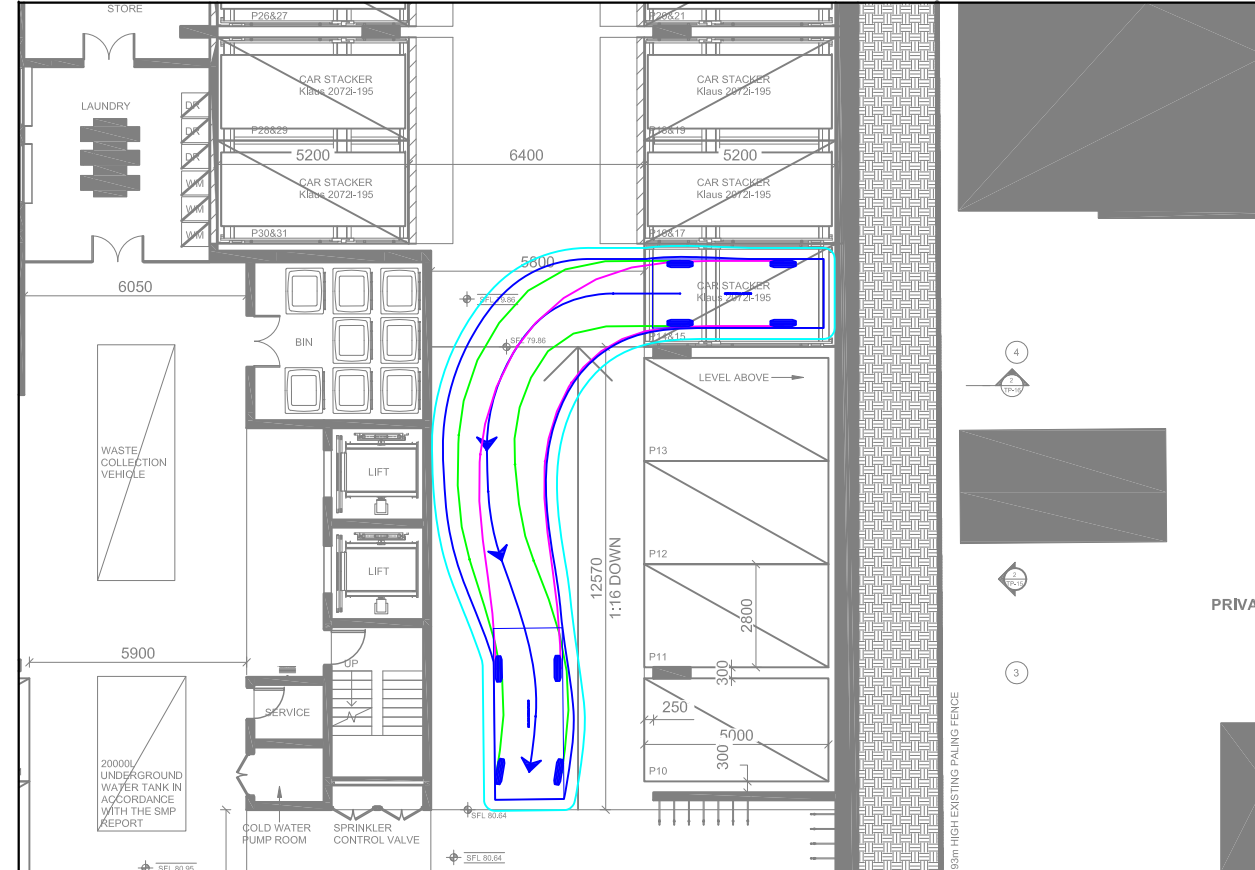 STORE
P26&27
P20&21
CAR STACKER
Klaus 2072i-195
CAR STACKER
Klaus 2072i-195
LAUNDRY
DR
DR
DR
WM
WM
WM
P28&29
P18&19
5200
6400
5200
CAR STACKER
Klaus 2072i-195
CAR STACKER
Klaus 2072i-195
P30&31
P16&17
5800
6050
SFL 79.86
CAR STACKER
Klaus 2072i-195
BIN
SFL 79.86
P14&15
LEVEL ABOVE
4
2
TP-16
WASTE
COLLECTION
VEHICLE
LIFT
P13
LIFT
P12
12570
1:16 DOWN
2800
2
TP-15
PRIVA
5900
UP
P11
300
3
SERVICE
250
5000
300
P10
20000L
UNDERGROUND
WATER TANK IN
ACCORDANCE
WITH THE SMP
REPORT
COLD WATER
PUMP ROOM
SPRINKLER
CONTROL VALVE
SFL 80.64
SFL 80.64
SFL 80.95
93m HIGH EXISTING PALING FENCE